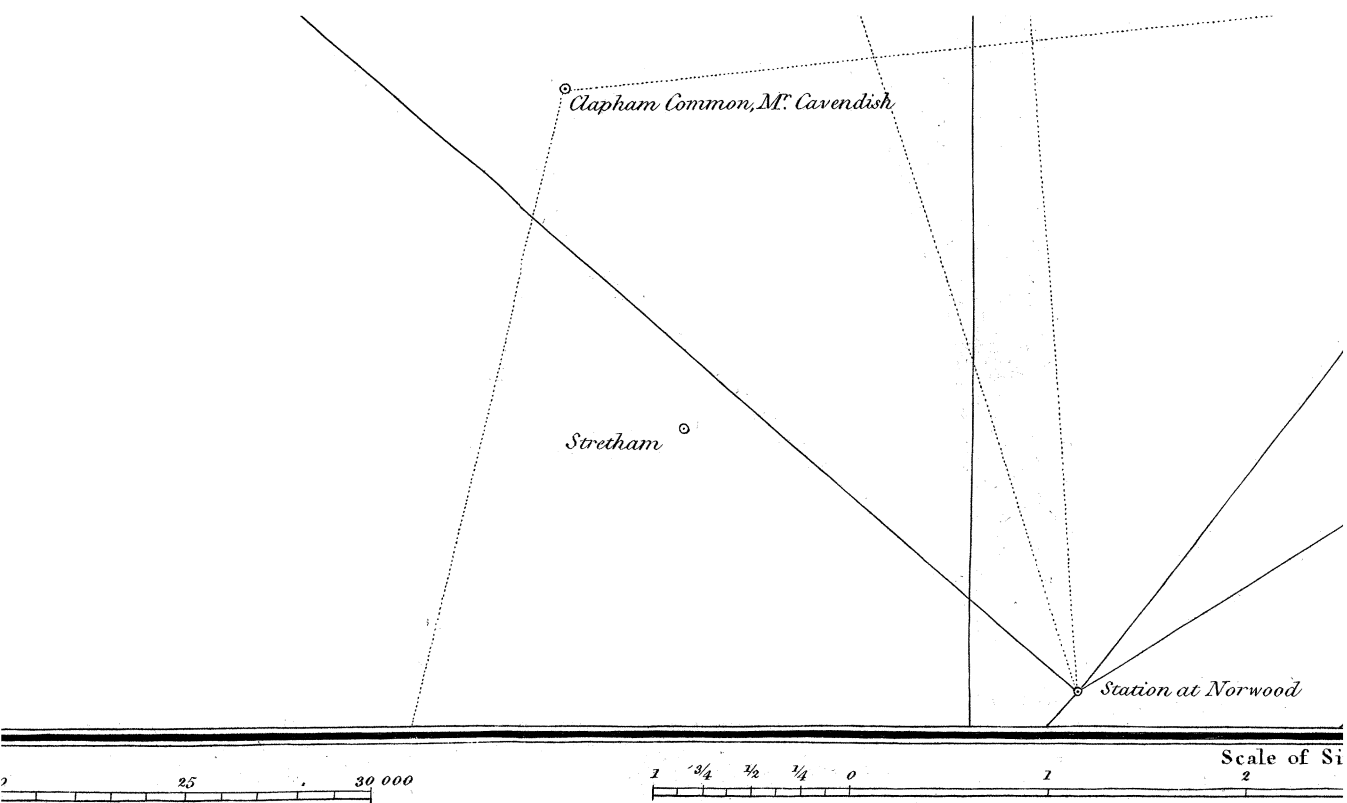 Clapham Common, Mr. Cavendish
Stretham
Station at Norwood
Scale of Si
25 30 000
1 3/4 1/2 1/4 0 1 2